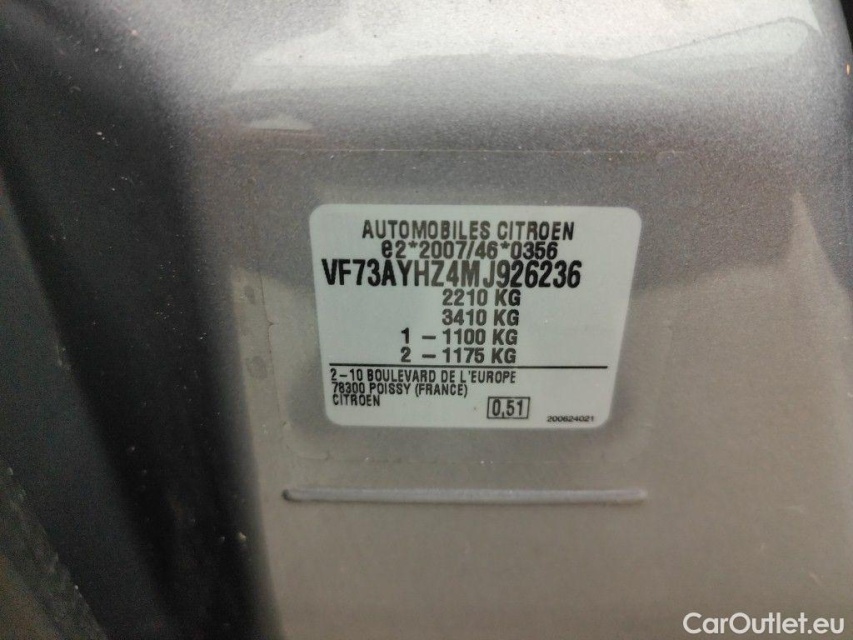 AUTOMOBILES CITROEN
e2*2007/46*0356
VF73AYHZ4MJ926236
2210 KG
3410 KG
1 - 1100 KG
2 - 1175 KG
2-10 BOULEVARD DE L'EUROPE
78300 POISSY (FRANCE)
CITROEN
0,51
200624021
CarOutlet.eu